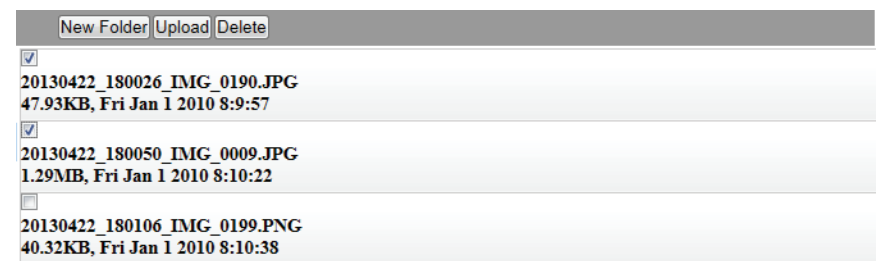 New Folder Upload Delete
20130422_180026_IMG_0190.JPG
47.93KB, Fri Jan 1 2010 8:9:57
20130422_180050_IMG_0009.JPG
1.29MB, Fri Jan 1 2010 8:10:22
20130422_180106_IMG_0199.PNG
40.32KB, Fri Jan 1 2010 8:10:38